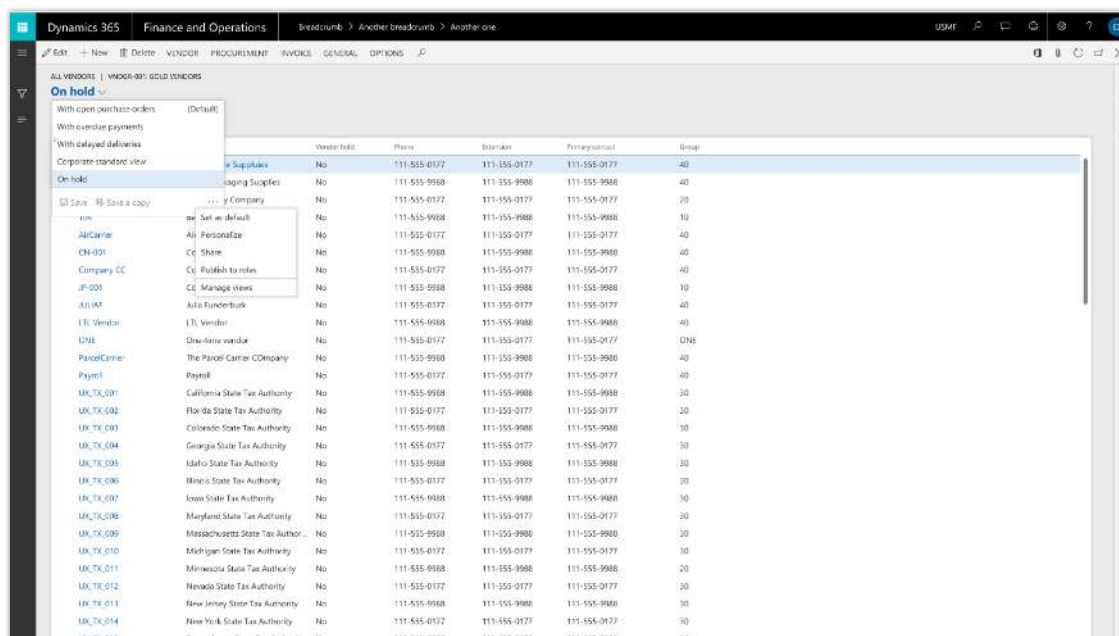 Dynamics 365 Finance and Operations Breadcrumb > Another breadcrumb > Another one USMF ?
Edit + New Delete VENDOR PROCUREMENT INVOICE GENERAL OPTIONS
ALL VENDORS | VNDGR-001: GOLD VENDORS
On hold
With open purchase orders (Default)
With overdue payments
With delayed deliveries
Corporate standard view
On hold
Save Save a copy ...
Set as default
Personalize
Share
Publish to roles
Manage views
Vendor hold Phone Extension Primary contact Group
No 111-555-0177 111-555-0177 111-555-0177 40
aging Supplies No 111-555-9988 111-555-9988 111-555-9988 40
y Company No 111-555-0177 111-555-0177 111-555-0177 20
No 111-555-9988 111-555-9988 111-555-9988 10
AirCarrier No 111-555-0177 111-555-0177 111-555-0177 40
CN-001 No 111-555-0177 111-555-9988 111-555-9988 40
Company CC No 111-555-0177 111-555-0177 111-555-0177 40
JP-001 No 111-555-9988 111-555-9988 111-555-9988 10
JULIAF Julia Funderburk No 111-555-0177 111-555-0177 111-555-0177 40
LTL Vendor LTL Vendor No 111-555-9988 111-555-9988 111-555-9988 40
ONE One-time vendor No 111-555-0177 111-555-0177 111-555-0177 ONE
ParcelCarrier The Parcel Carrier COmpany No 111-555-9988 111-555-9988 111-555-9988 40
Payroll Payroll No 111-555-0177 111-555-0177 111-555-0177 40
UX_TX_001 California State Tax Authority No 111-555-9988 111-555-9988 111-555-9988 30
UX_TX_002 Florida State Tax Authority No 111-555-0177 111-555-0177 111-555-0177 30
UX_TX_003 Colorado State Tax Authority No 111-555-9988 111-555-9988 111-555-9988 30
UX_TX_004 Georgia State Tax Authority No 111-555-0177 111-555-0177 111-555-0177 30
UX_TX_005 Idaho State Tax Authority No 111-555-9988 111-555-9988 111-555-9988 30
UX_TX_006 Illinois State Tax Authority No 111-555-0177 111-555-0177 111-555-0177 30
UX_TX_007 Iowa State Tax Authority No 111-555-9988 111-555-9988 111-555-9988 30
UX_TX_008 Maryland State Tax Authority No 111-555-0177 111-555-0177 111-555-0177 30
UX_TX_009 Massachusetts State Tax Author... No 111-555-9988 111-555-9988 111-555-9988 30
UX_TX_010 Michigan State Tax Authority No 111-555-0177 111-555-0177 111-555-0177 30
UX_TX_011 Minnesota State Tax Authority No 111-555-9988 111-555-9988 111-555-9988 20
UX_TX_012 Nevada State Tax Authority No 111-555-0177 111-555-0177 111-555-0177 30
UX_TX_013 New Jersey State Tax Authority No 111-555-9988 111-555-9988 111-555-9988 30
UX_TX_014 New York State Tax Authority No 111-555-0177 111-555-0177 111-555-0177 30